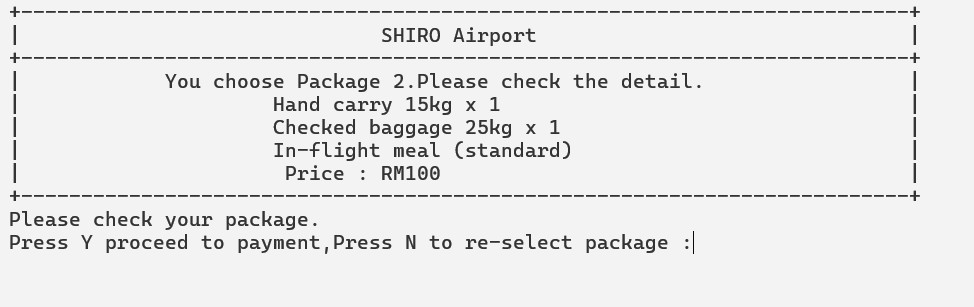 SHIRO Airport
You choose Package 2.Please check the detail.
Hand carry 15kg x 1
Checked baggage 25kg x 1
In-flight meal (standard)
Price : RM100
Please check your package.
Press Y proceed to payment,Press N to re-select package :